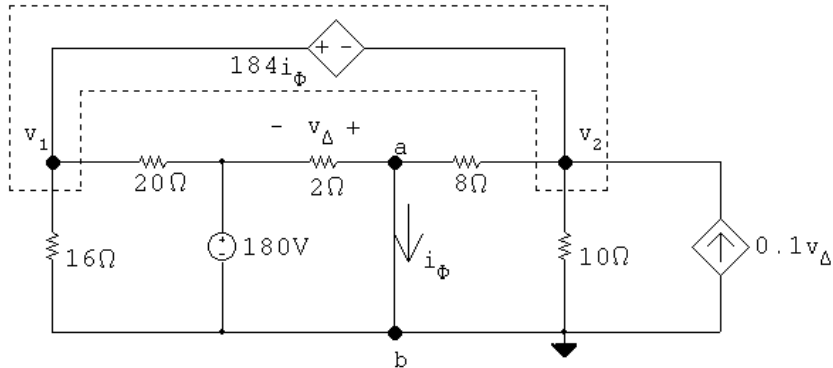 + -
184i_Φ
v_1
- v_Δ +
a
v_2
20Ω
2Ω
8Ω
16Ω
+
-
180V
i_Φ
10Ω
0.1v_Δ
b